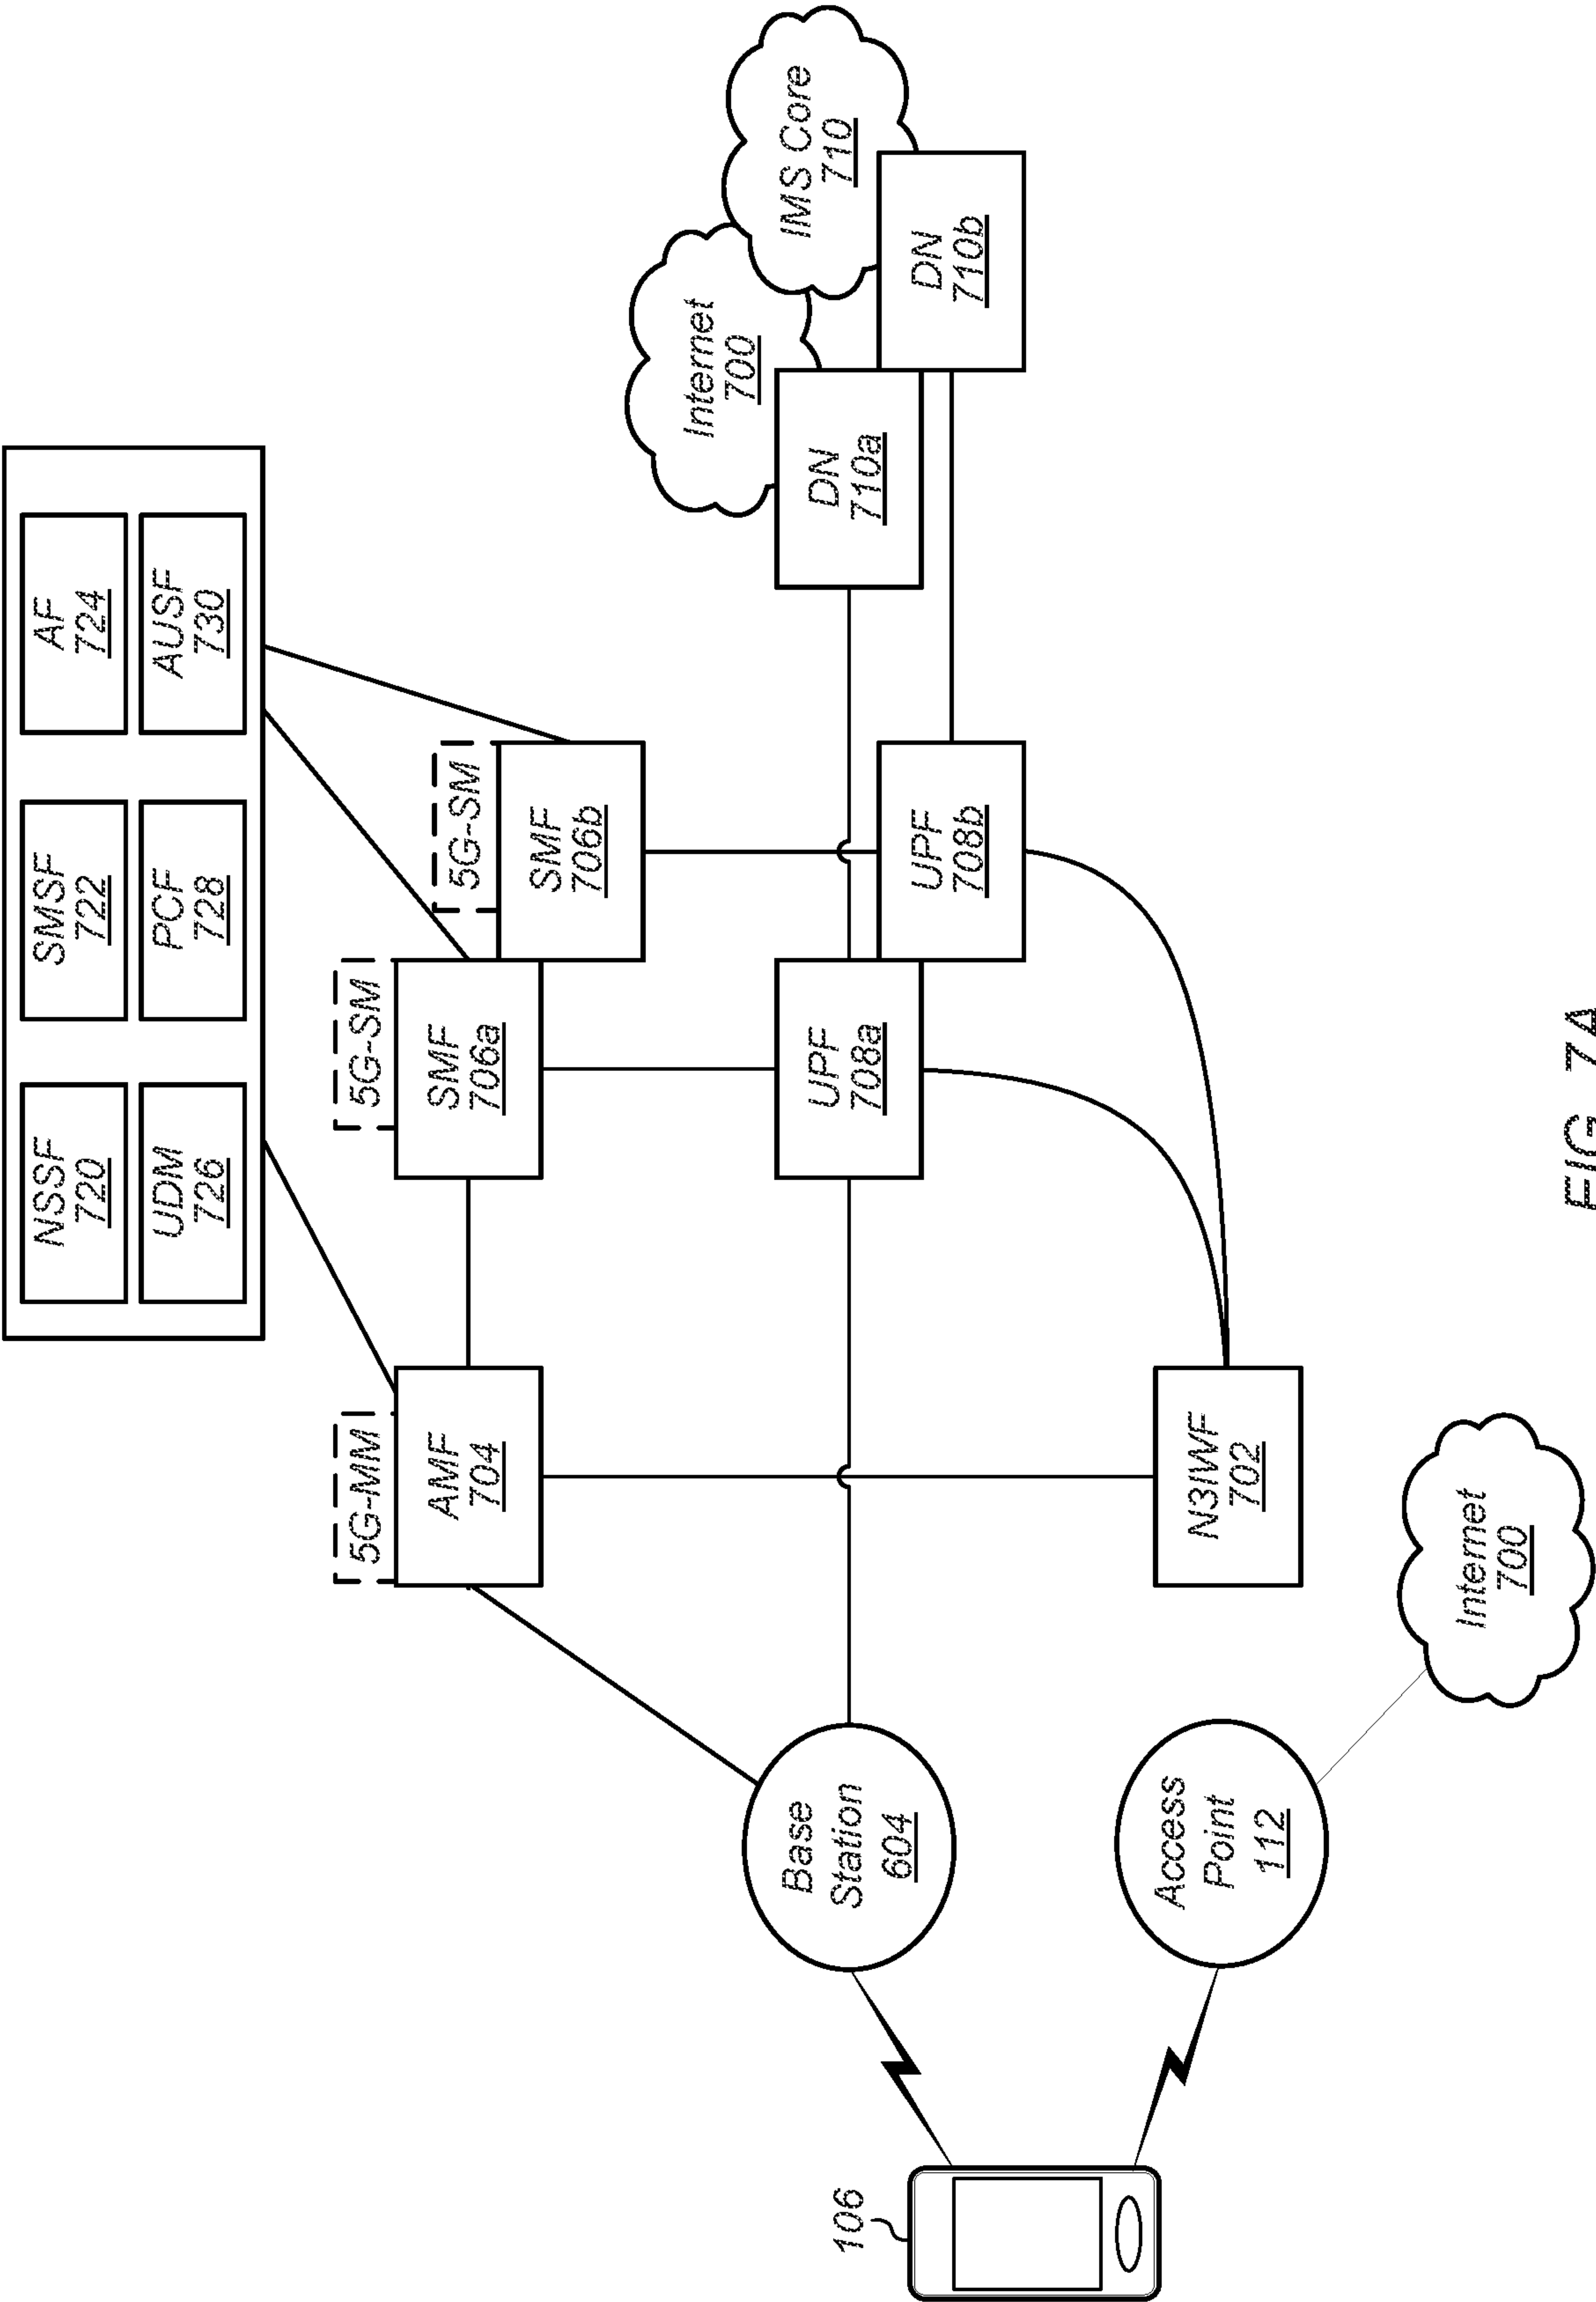 NSSF
720
SMSF
722
AF
724
UDM
726
PCF
728
AUSF
730
5G-MM
AMF
704
5G-SM
SMF
706a
5G-SM
SMF
706b
Internet
700
IMS Core
710
106
Base
Station
604
UPF
708a
UPF
708b
DN
710a
DN
710b
Access
Point
112
N3IWF
702
Internet
700
FIG. 7A